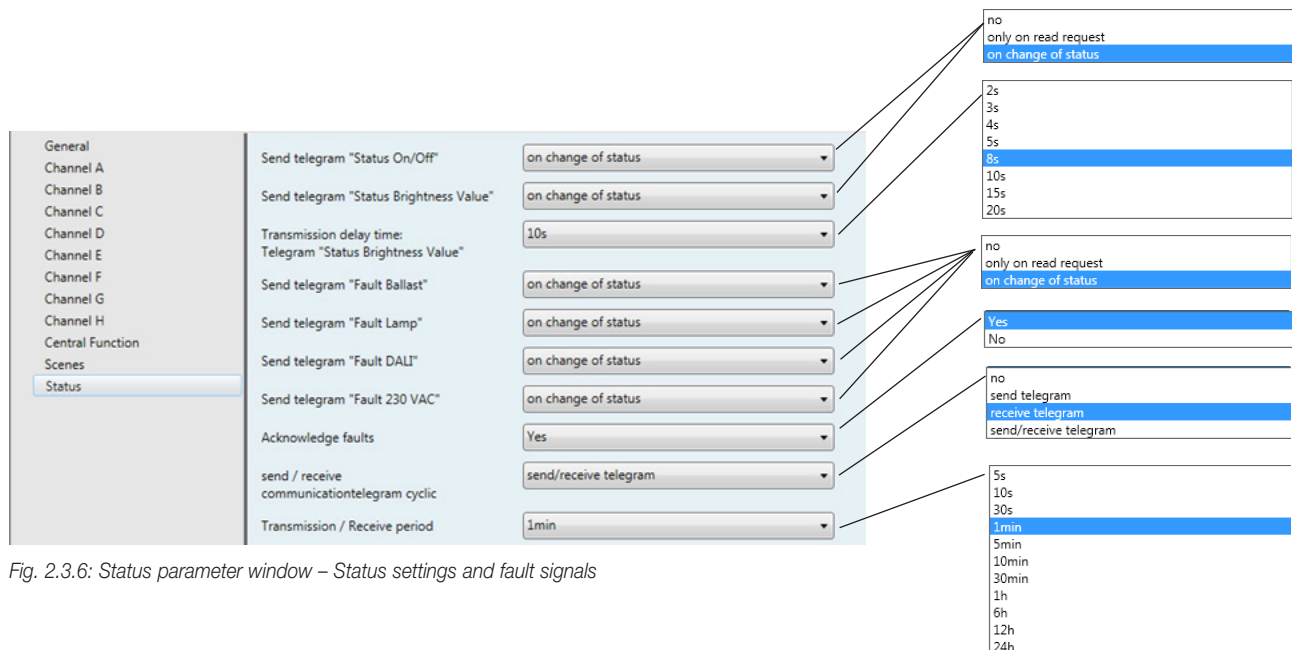 General
Channel A
Channel B
Channel C
Channel D
Channel E
Channel F
Channel G
Channel H
Central Function
Scenes
Status
Send telegram "Status On/Off"
on change of status
Send telegram "Status Brightness Value"
on change of status
Transmission delay time:
Telegram "Status Brightness Value"
10s
Send telegram "Fault Ballast"
on change of status
Send telegram "Fault Lamp"
on change of status
Send telegram "Fault DALI"
on change of status
Send telegram "Fault 230 VAC"
on change of status
Acknowledge faults
Yes
send / receive
communicationtelegram cyclic
send/receive telegram
Transmission / Receive period
1min
no
only on read request
on change of status
2s
3s
4s
5s
8s
10s
15s
20s
no
only on read request
on change of status
Yes
No
no
send telegram
receive telegram
send/receive telegram
5s
10s
30s
1min
5min
10min
30min
1h
6h
12h
24h
Fig. 2.3.6: Status parameter window – Status settings and fault signals